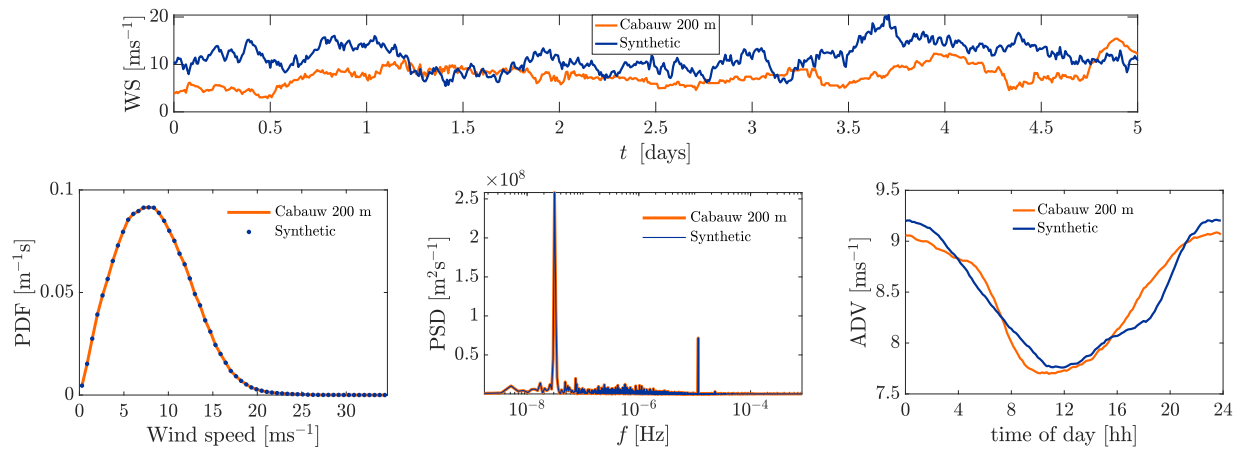 20
10
0
WS [ms⁻¹]
Cabauw 200 m
Synthetic
0 0.5 1 1.5 2 2.5 3 3.5 4 4.5 5
t [days]
0.1
0.05
0
PDF [m⁻¹s]
Cabauw 200 m
Synthetic
0 5 10 15 20 25 30
Wind speed [ms⁻¹]
×10⁸
2.5
2
1.5
1
0.5
PSD [m²s⁻¹]
Cabauw 200 m
Synthetic
10⁻⁸ 10⁻⁶ 10⁻⁴
f [Hz]
9.5
9
8.5
8
7.5
ADV [ms⁻¹]
Cabauw 200 m
Synthetic
0 4 8 12 16 20 24
time of day [hh]